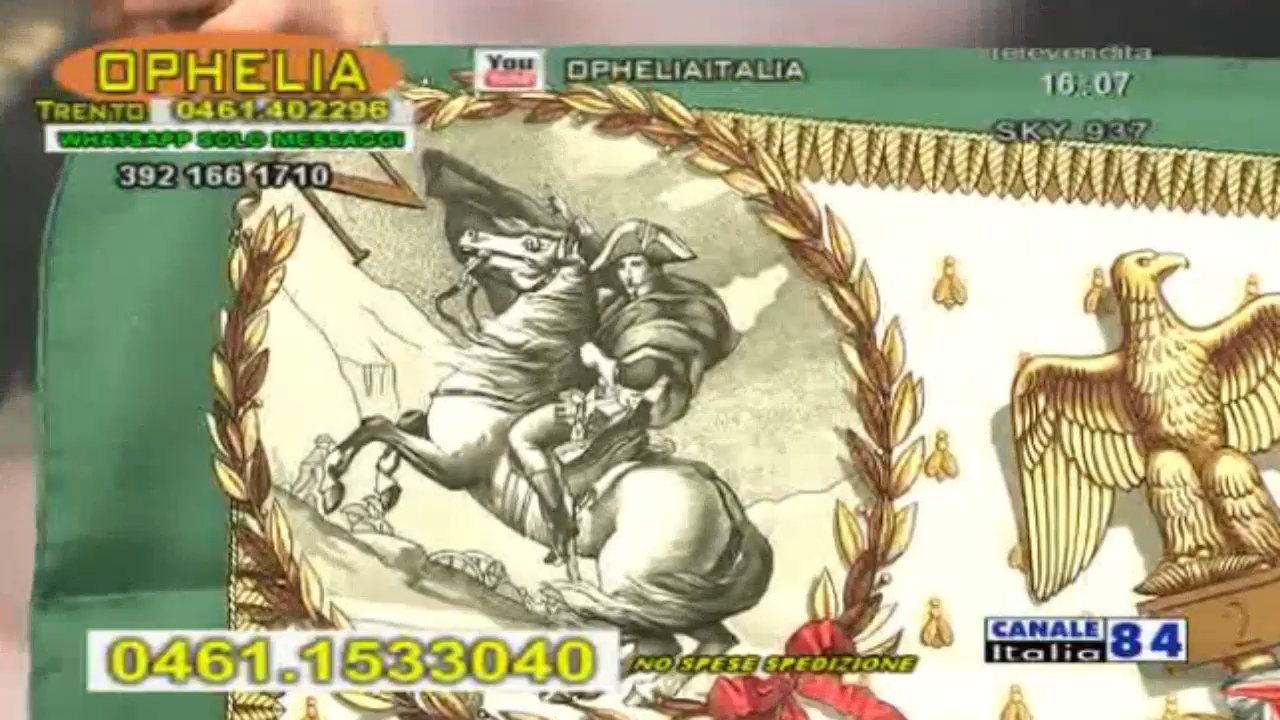 OPHELIA
TRENTO 0461.402296
WHATSAPP SOLO MESSAGGI
392 166 1710
You
OPHELIAITALIA
televendita
16:07
SKY 937
2
0461.1533040
NO SPESE SPEDIZIONE
CANALE
Italia 84